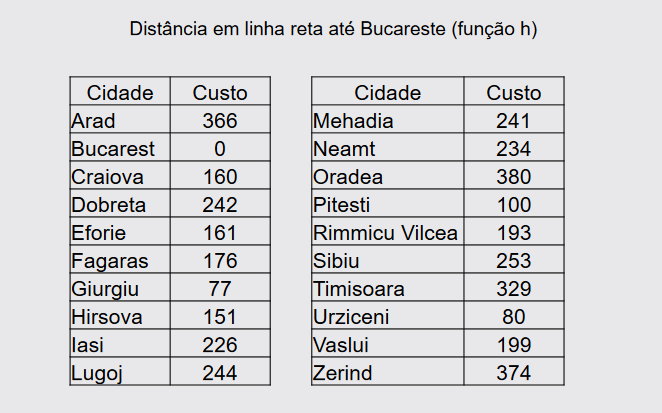 Distância em linha reta até Bucareste (função h)
Cidade Custo
Arad 366
Bucarest 0
Craiova 160
Dobreta 242
Eforie 161
Fagaras 176
Giurgiu 77
Hirsova 151
Iasi 226
Lugoj 244
Cidade Custo
Mehadia 241
Neamt 234
Oradea 380
Pitesti 100
Rimmicu Vilcea 193
Sibiu 253
Timisoara 329
Urziceni 80
Vaslui 199
Zerind 374